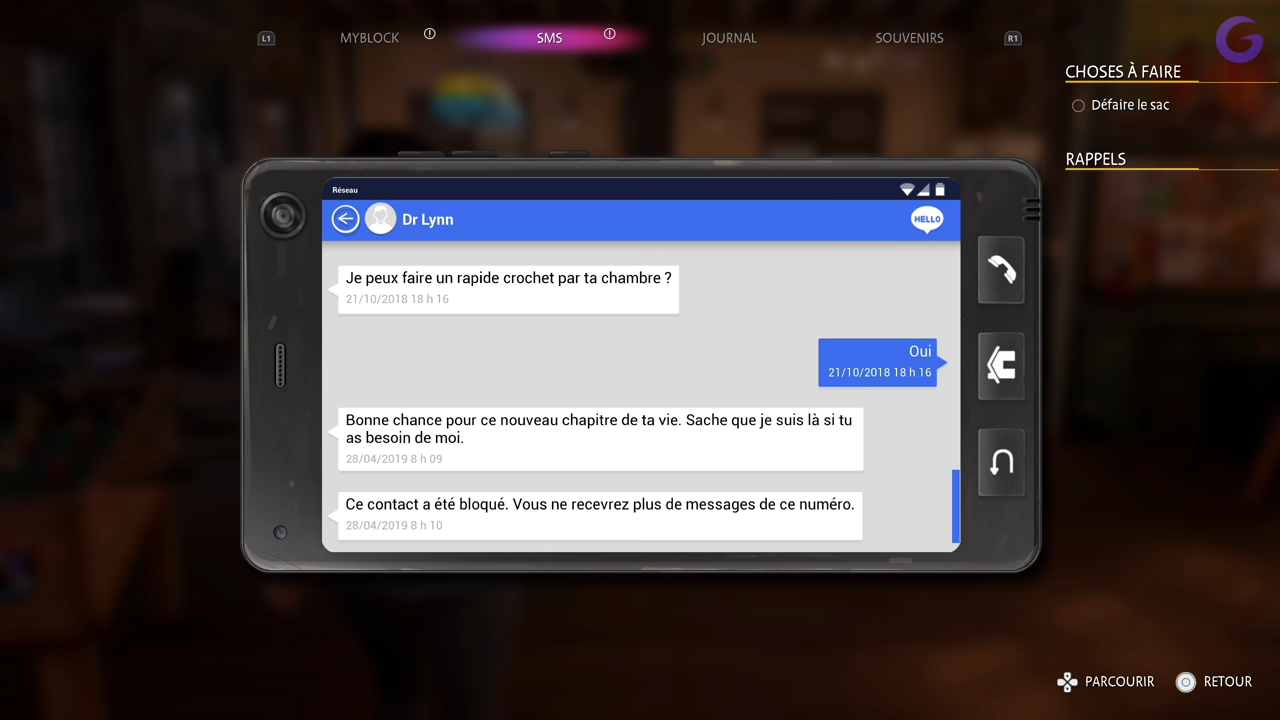 L1
MYBLOCK
SMS
JOURNAL
SOUVENIRS
R1
CHOSES À FAIRE
Défaire le sac
RAPPELS
Réseau
Dr Lynn
HELLO
Je peux faire un rapide crochet par ta chambre ?
21/10/2018 18 h 16
Oui
21/10/2018 18 h 16
Bonne chance pour ce nouveau chapitre de ta vie. Sache que je suis là si tu
as besoin de moi.
28/04/2019 8 h 09
Ce contact a été bloqué. Vous ne recevrez plus de messages de ce numéro.
28/04/2019 8 h 10
PARCOURIR
RETOUR